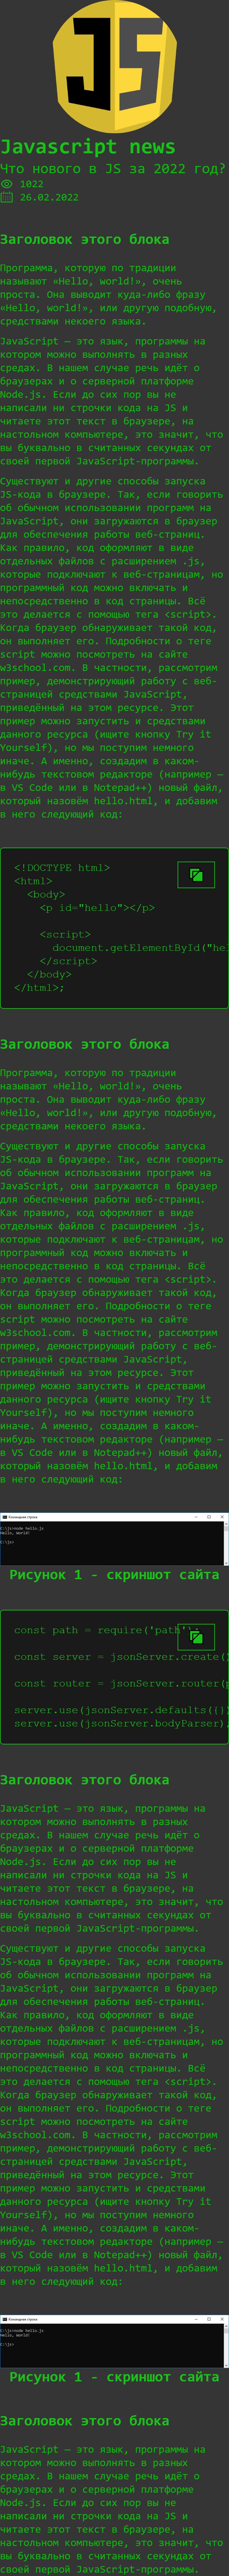 JS
Javascript news
Что нового в JS за 2022 год?
1022
26.02.2022
Заголовок этого блока
Программа, которую по традиции
называют «Hello, world!», очень
проста. Она выводит куда-либо фразу
«Hello, world!», или другую подобную,
средствами некоего языка.
JavaScript — это язык, программы на
котором можно выполнять в разных
средах. В нашем случае речь идёт о
браузерах и о серверной платформе
Node.js. Если до сих пор вы не
написали ни строчки кода на JS и
читаете этот текст в браузере, на
настольном компьютере, это значит, что
вы буквально в считанных секундах от
своей первой JavaScript-программы.
Существуют и другие способы запуска
JS-кода в браузере. Так, если говорить
об обычном использовании программ на
JavaScript, они загружаются в браузер
для обеспечения работы веб-страниц.
Как правило, код оформляют в виде
отдельных файлов с расширением .js,
которые подключают к веб-страницам, но
программный код можно включать и
непосредственно в код страницы. Всё
это делается с помощью тега <script>.
Когда браузер обнаруживает такой код,
он выполняет его. Подробности о теге
script можно посмотреть на сайте
w3school.com. В частности, рассмотрим
пример, демонстрирующий работу с веб-
страницей средствами JavaScript,
приведённый на этом ресурсе. Этот
пример можно запустить и средствами
данного ресурса (ищите кнопку Try it
Yourself), но мы поступим немного
иначе. А именно, создадим в каком-
нибудь текстовом редакторе (например —
в VS Code или в Notepad++) новый файл,
который назовём hello.html, и добавим
в него следующий код:
<!DOCTYPE html>
<html>
<body>
<p id="hello"></p>
<script>
document.getElementById("hel
</script>
</body>
</html>;
Заголовок этого блока
Программа, которую по традиции
называют «Hello, world!», очень
проста. Она выводит куда-либо фразу
«Hello, world!», или другую подобную,
средствами некоего языка.
Существуют и другие способы запуска
JS-кода в браузере. Так, если говорить
об обычном использовании программ на
JavaScript, они загружаются в браузер
для обеспечения работы веб-страниц.
Как правило, код оформляют в виде
отдельных файлов с расширением .js,
которые подключают к веб-страницам, но
программный код можно включать и
непосредственно в код страницы. Всё
это делается с помощью тега <script>.
Когда браузер обнаруживает такой код,
он выполняет его. Подробности о теге
script можно посмотреть на сайте
w3school.com. В частности, рассмотрим
пример, демонстрирующий работу с веб-
страницей средствами JavaScript,
приведённый на этом ресурсе. Этот
пример можно запустить и средствами
данного ресурса (ищите кнопку Try it
Yourself), но мы поступим немного
иначе. А именно, создадим в каком-
нибудь текстовом редакторе (например —
в VS Code или в Notepad++) новый файл,
который назовём hello.html, и добавим
в него следующий код:
Командная строка
C:\js>node hello.js
Hello, World!
C:\js>
Рисунок 1 - скриншот сайта
const path = require('path');
const server = jsonServer.create()
const router = jsonServer.router(p
server.use(jsonServer.defaults({})
server.use(jsonServer.bodyParser)
Заголовок этого блока
JavaScript — это язык, программы на
котором можно выполнять в разных
средах. В нашем случае речь идёт о
браузерах и о серверной платформе
Node.js. Если до сих пор вы не
написали ни строчки кода на JS и
читаете этот текст в браузере, на
настольном компьютере, это значит, что
вы буквально в считанных секундах от
своей первой JavaScript-программы.
Существуют и другие способы запуска
JS-кода в браузере. Так, если говорить
об обычном использовании программ на
JavaScript, они загружаются в браузер
для обеспечения работы веб-страниц.
Как правило, код оформляют в виде
отдельных файлов с расширением .js,
которые подключают к веб-страницам, но
программный код можно включать и
непосредственно в код страницы. Всё
это делается с помощью тега <script>.
Когда браузер обнаруживает такой код,
он выполняет его. Подробности о теге
script можно посмотреть на сайте
w3school.com. В частности, рассмотрим
пример, демонстрирующий работу с веб-
страницей средствами JavaScript,
приведённый на этом ресурсе. Этот
пример можно запустить и средствами
данного ресурса (ищите кнопку Try it
Yourself), но мы поступим немного
иначе. А именно, создадим в каком-
нибудь текстовом редакторе (например —
в VS Code или в Notepad++) новый файл,
который назовём hello.html, и добавим
в него следующий код:
Командная строка
C:\js>node hello.js
Hello, World!
C:\js>
Рисунок 1 - скриншот сайта
Заголовок этого блока
JavaScript — это язык, программы на
котором можно выполнять в разных
средах. В нашем случае речь идёт о
браузерах и о серверной платформе
Node.js. Если до сих пор вы не
написали ни строчки кода на JS и
читаете этот текст в браузере, на
настольном компьютере, это значит, что
вы буквально в считанных секундах от
своей первой JavaScript-программы.